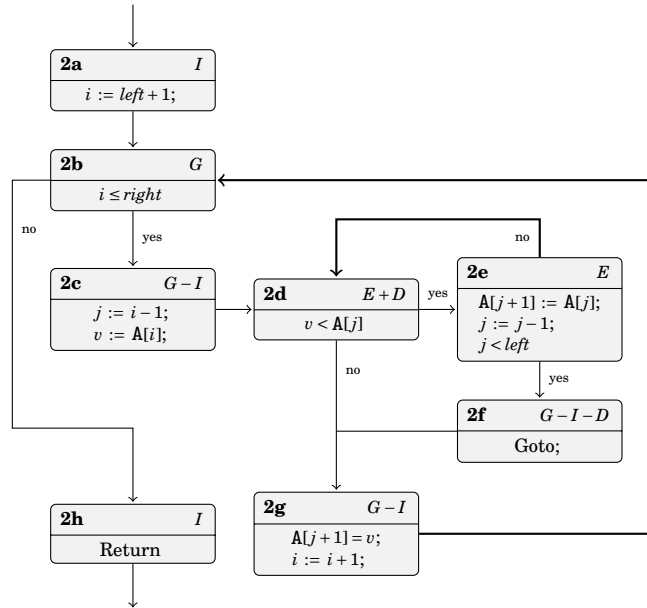 2a I
i := left + 1;
2b G
i ≤ right
no
yes
2c G − I
j := i − 1;
v := A[i];
2d E + D
v < A[j]
yes
no
no
2e E
A[j + 1] := A[j];
j := j − 1;
j < left
yes
2f G − I − D
Goto;
2g G − I
A[j + 1] = v;
i := i + 1;
2h I
Return